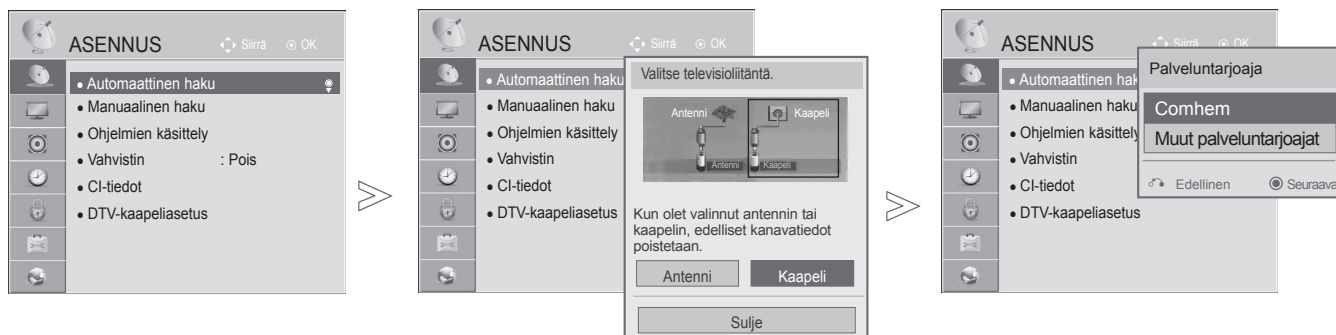 ASENNUS
Siirrä OK
• Automaattinen haku
• Manuaalinen haku
• Ohjelmien käsittely
• Vahvistin : Pois
• CI-tiedot
• DTV-kaapeliasetus
ASENNUS
Siirrä OK
• Automaattinen haku
• Manuaalinen haku
• Ohjelmien käsittely
• Vahvistin
• CI-tiedot
• DTV-kaapeliasetus
Valitse televisioliitäntä.
Antenni Kaapeli
Antenni Kaapeli
Kun olet valinnut antennin tai
kaapelin, edelliset kanavatiedot
poistetaan.
Antenni Kaapeli
Sulje
ASENNUS
Siirrä OK
• Automaattinen hak
• Manuaalinen haku
• Ohjelmien käsittely
• Vahvistin
• CI-tiedot
• DTV-kaapeliasetus
Palveluntarjoaja
Comhem
Muut palveluntarjoajat
Edellinen Seuraava